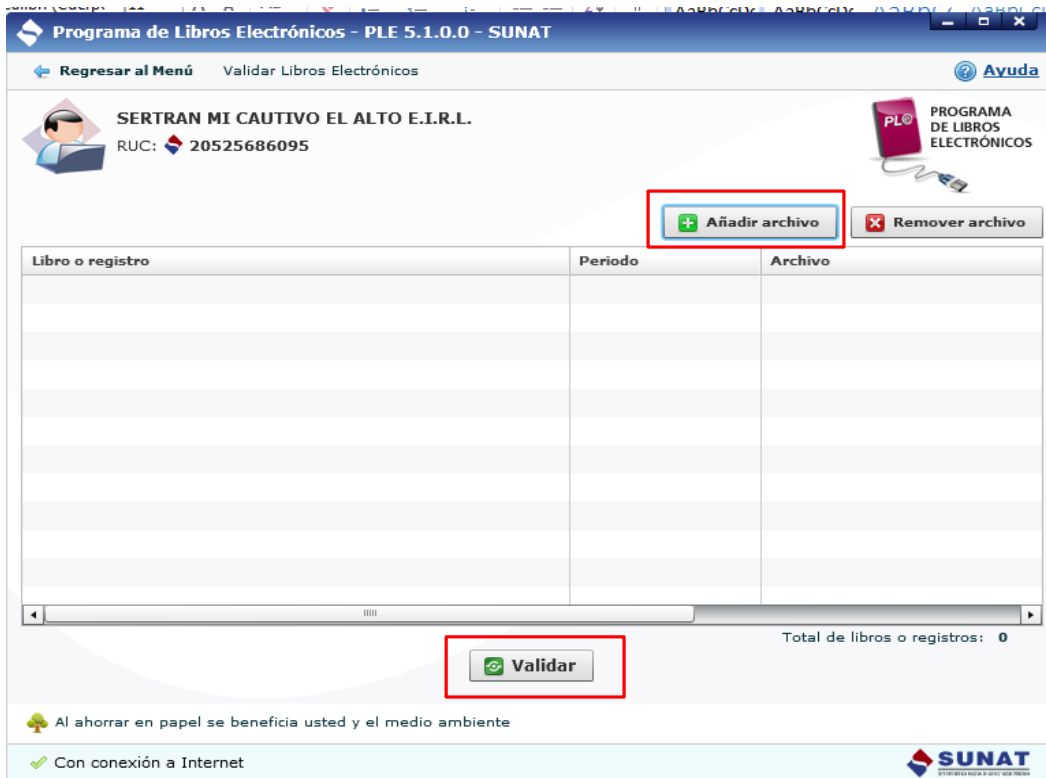 Programa de Libros Electrónicos - PLE 5.1.0.0 - SUNAT
Regresar al Menú Validar Libros Electrónicos Ayuda
SERTRAN MI CAUTIVO EL ALTO E.I.R.L.
RUC: 20525686095
PLe
PROGRAMA
DE LIBROS
ELECTRÓNICOS
Añadir archivo Remover archivo
Libro o registro Periodo Archivo
Total de libros o registros: 0
Validar
Al ahorrar en papel se beneficia usted y el medio ambiente
Con conexión a Internet
SUNAT